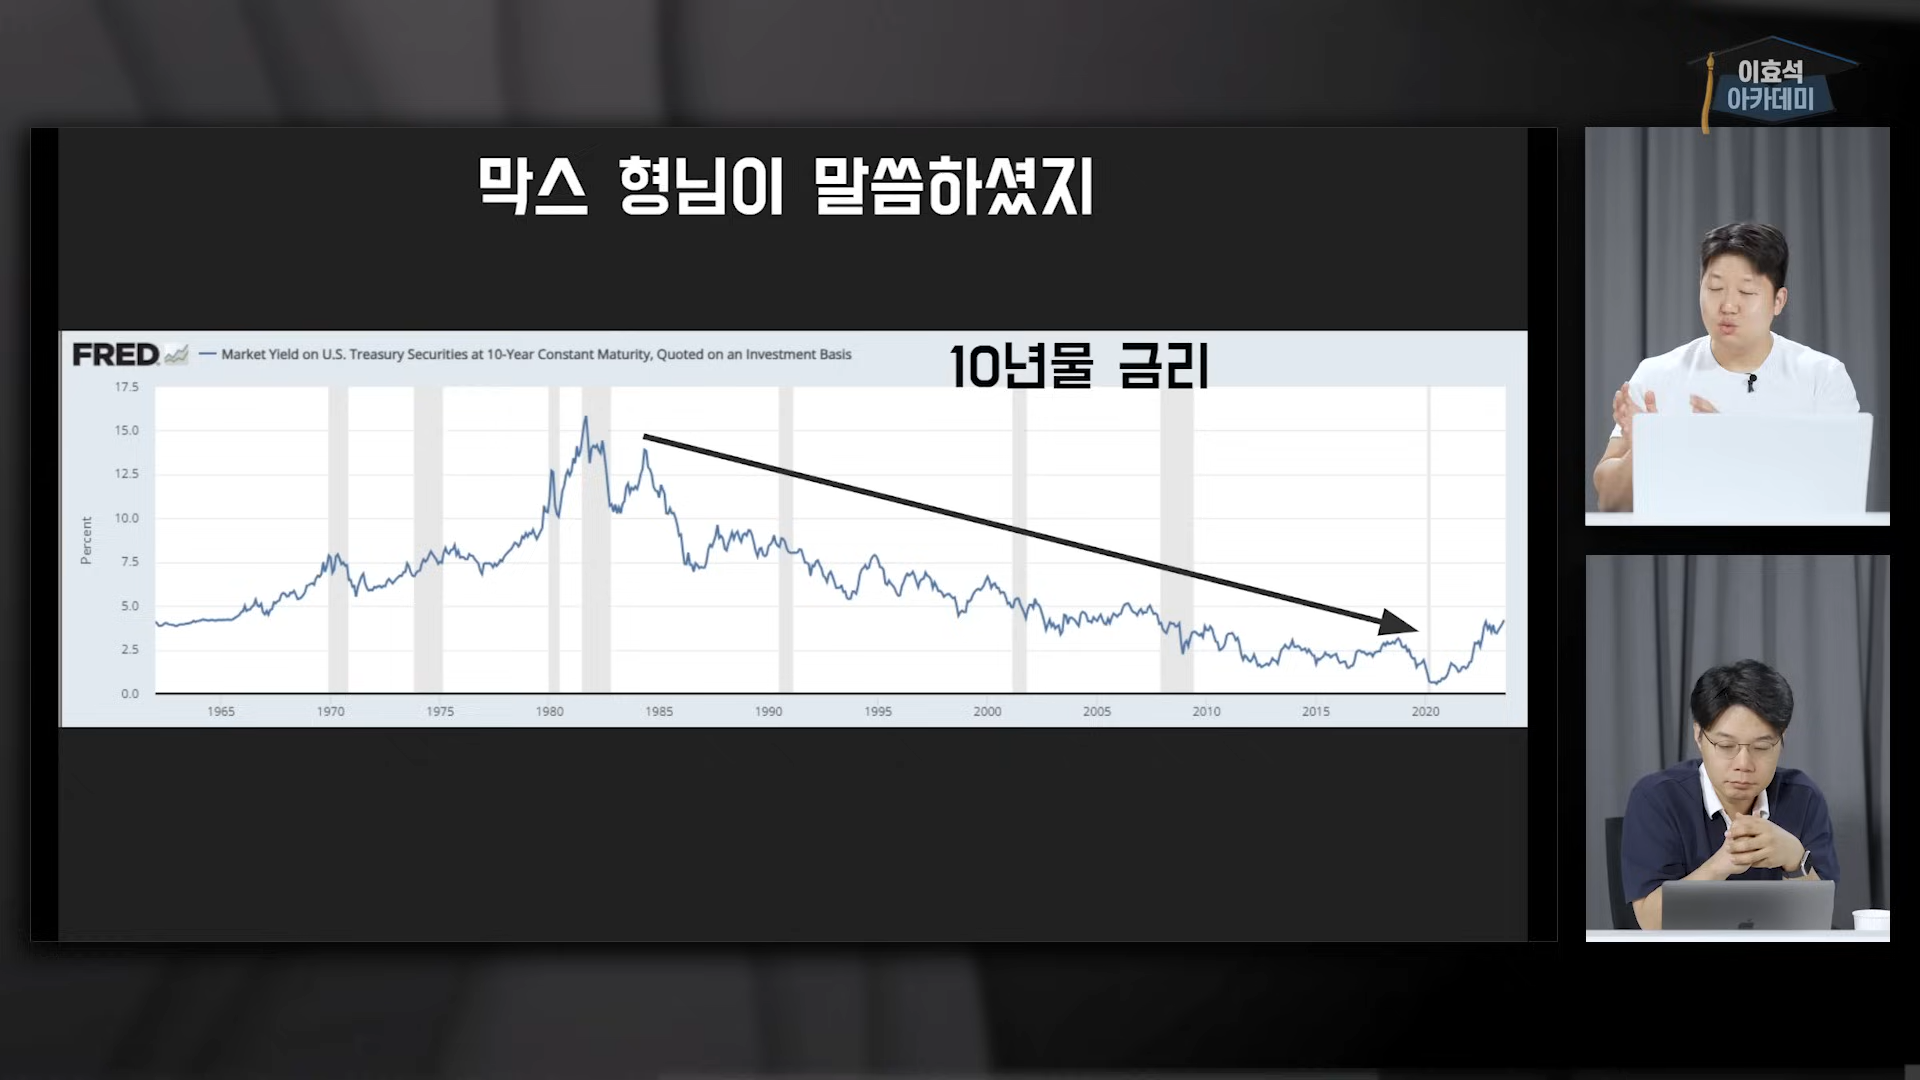 이효석
아카데미
막스 형님이 말씀하셨지
FRED
Market Yield on U.S. Treasury Securities at 10-Year Constant Maturity, Quoted on an Investment Basis
10년물 금리
17.5
15.0
12.5
10.0
7.5
5.0
2.5
0.0
Percent
1965 1970 1975 1980 1985 1990 1995 2000 2005 2010 2015 2020